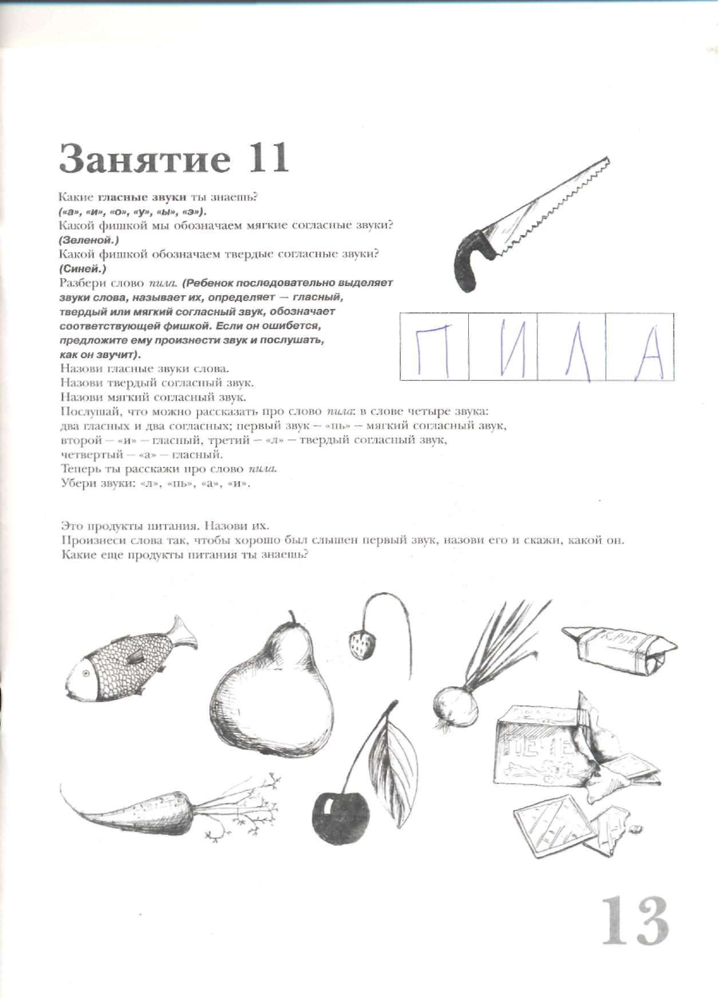 Занятие 11
Какие гласные звуки ты знаешь?
(«а», «и», «о», «у», «ы», «э»).
Какой фишкой мы обозначаем мягкие согласные звуки?
(Зеленой.)
Какой фишкой обозначаем твердые согласные звуки?
(Синей.)
Разбери слово пила. (Ребенок последовательно выделяет
звуки слова, называет их, определяет — гласный,
твердый или мягкий согласный звук, обозначает
соответствующей фишкой. Если он ошибется,
предложите ему произнести звук и послушать,
как он звучит).
ПИЛА
Назови гласные звуки слова.
Назови твердый согласный звук.
Назови мягкий согласный звук.
Послушай, что можно рассказать про слово пила: в слове четыре звука:
два гласных и два согласных; первый звук – «пь» – мягкий согласный звук,
второй – «и» – гласный, третий – «л» – твердый согласный звук,
четвертый – «а» – гласный.
Теперь ты расскажи про слово пила.
Убери звуки: «л», «пь», «а», «и».
Это продукты питания. Назови их.
Произнеси слова так, чтобы хорошо был слышен первый звук, назови его и скажи, какой он.
Какие еще продукты питания ты знаешь?
КОРОВ
ПЕЧЕ
13